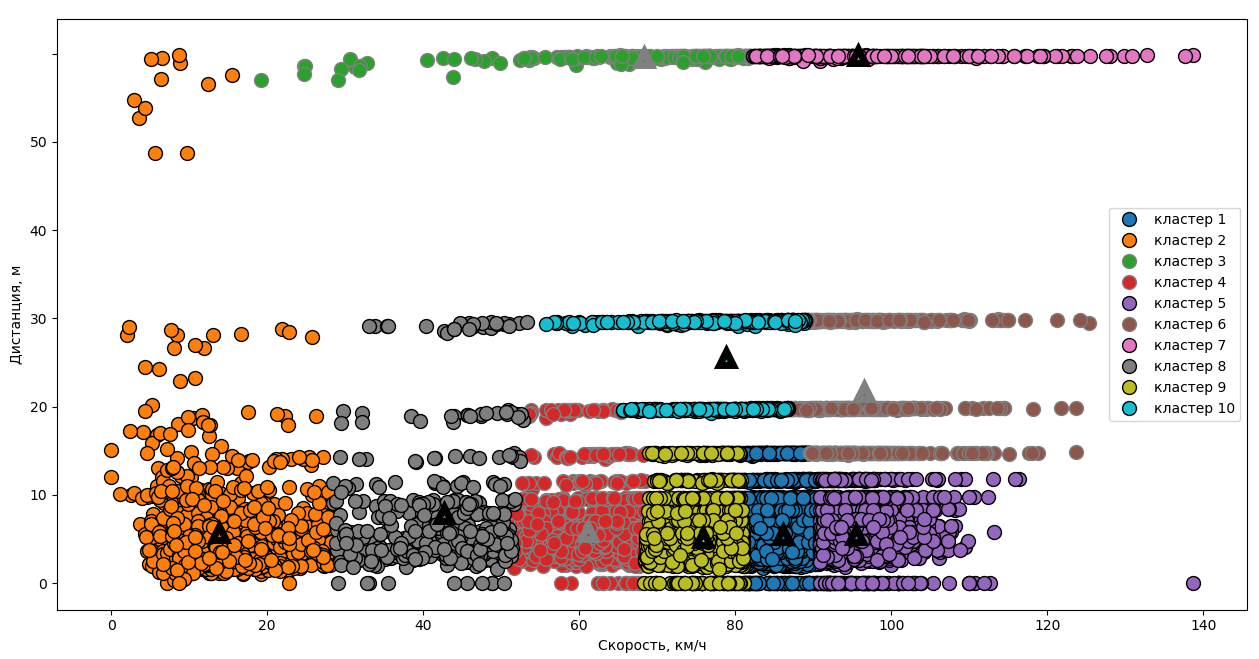 Дистанция, м
50
40
30
20
10
0
0 20 40 60 80 100 120 140
Скорость, км/ч
кластер 1
кластер 2
кластер 3
кластер 4
кластер 5
кластер 6
кластер 7
кластер 8
кластер 9
кластер 10